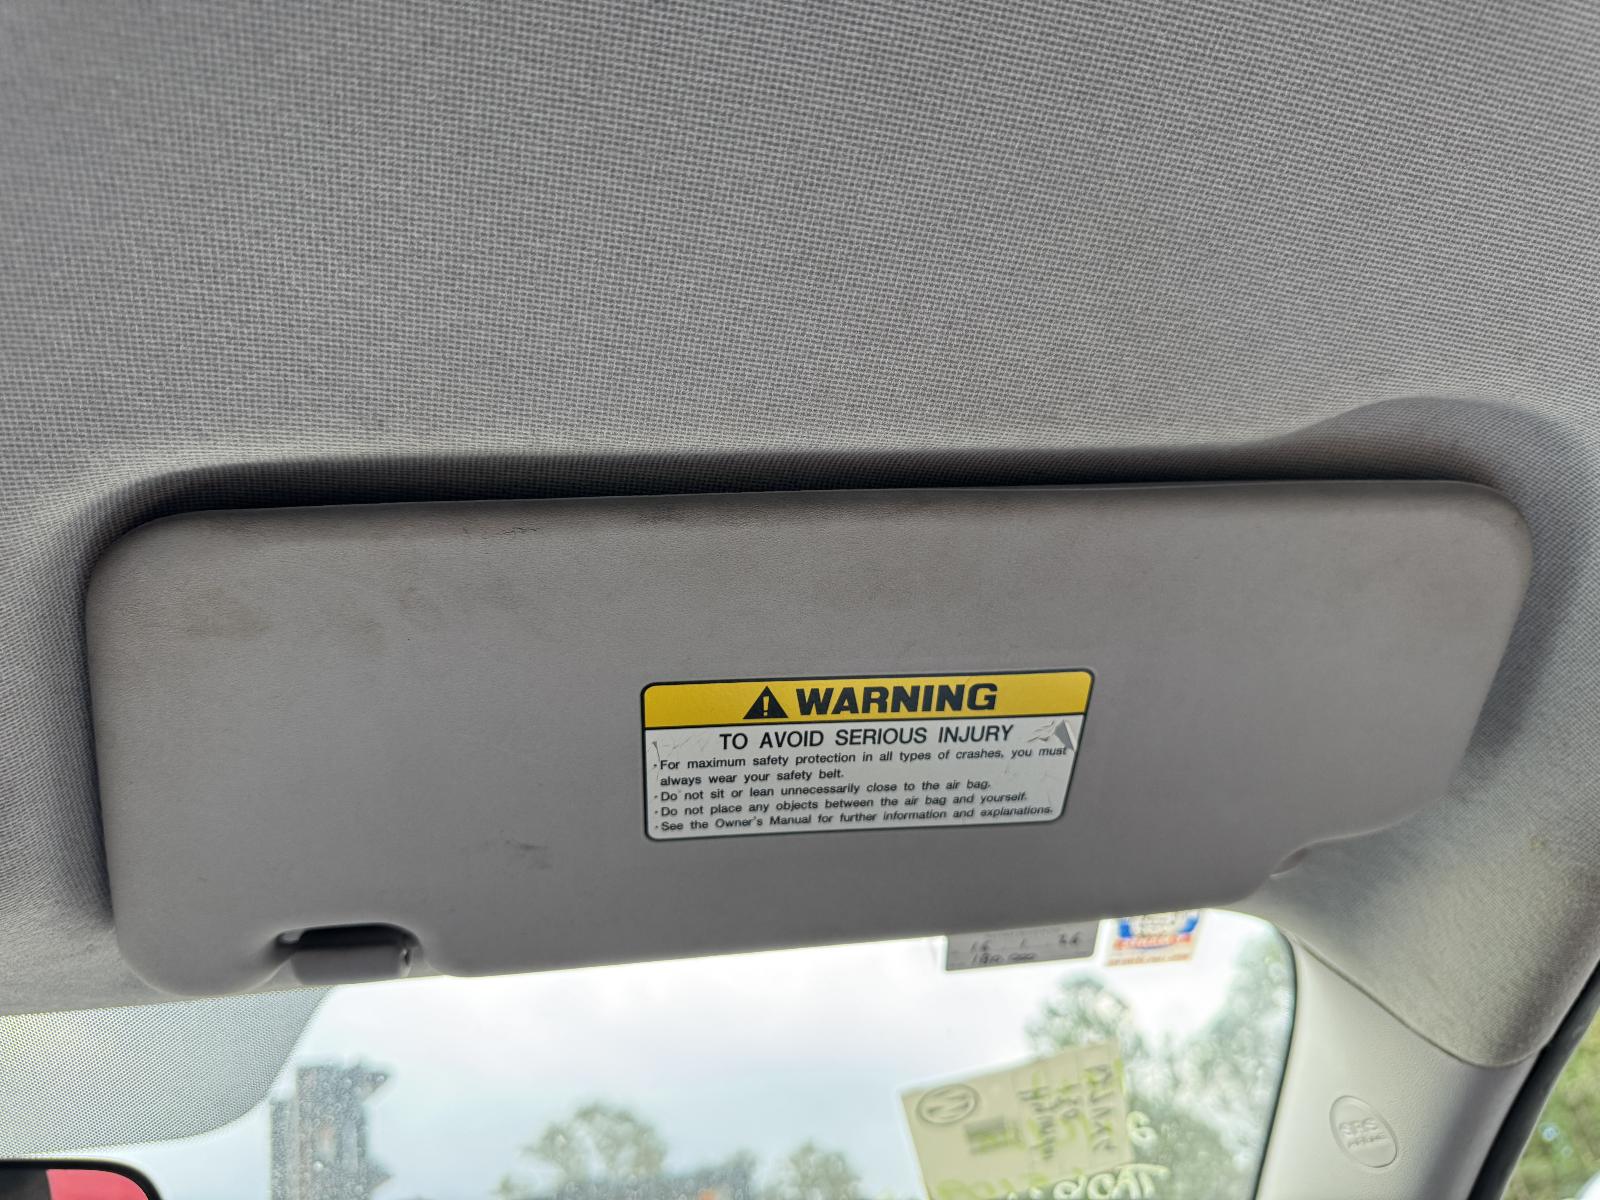 WARNING
TO AVOID SERIOUS INJURY
·For maximum safety protection in all types of crashes, you must
always wear your safety belt.
·Do not sit or lean unnecessarily close to the air bag.
·Do not place any objects between the air bag and yourself.
·See the Owner's Manual for further information and explanations.
SRS
AIRBAG